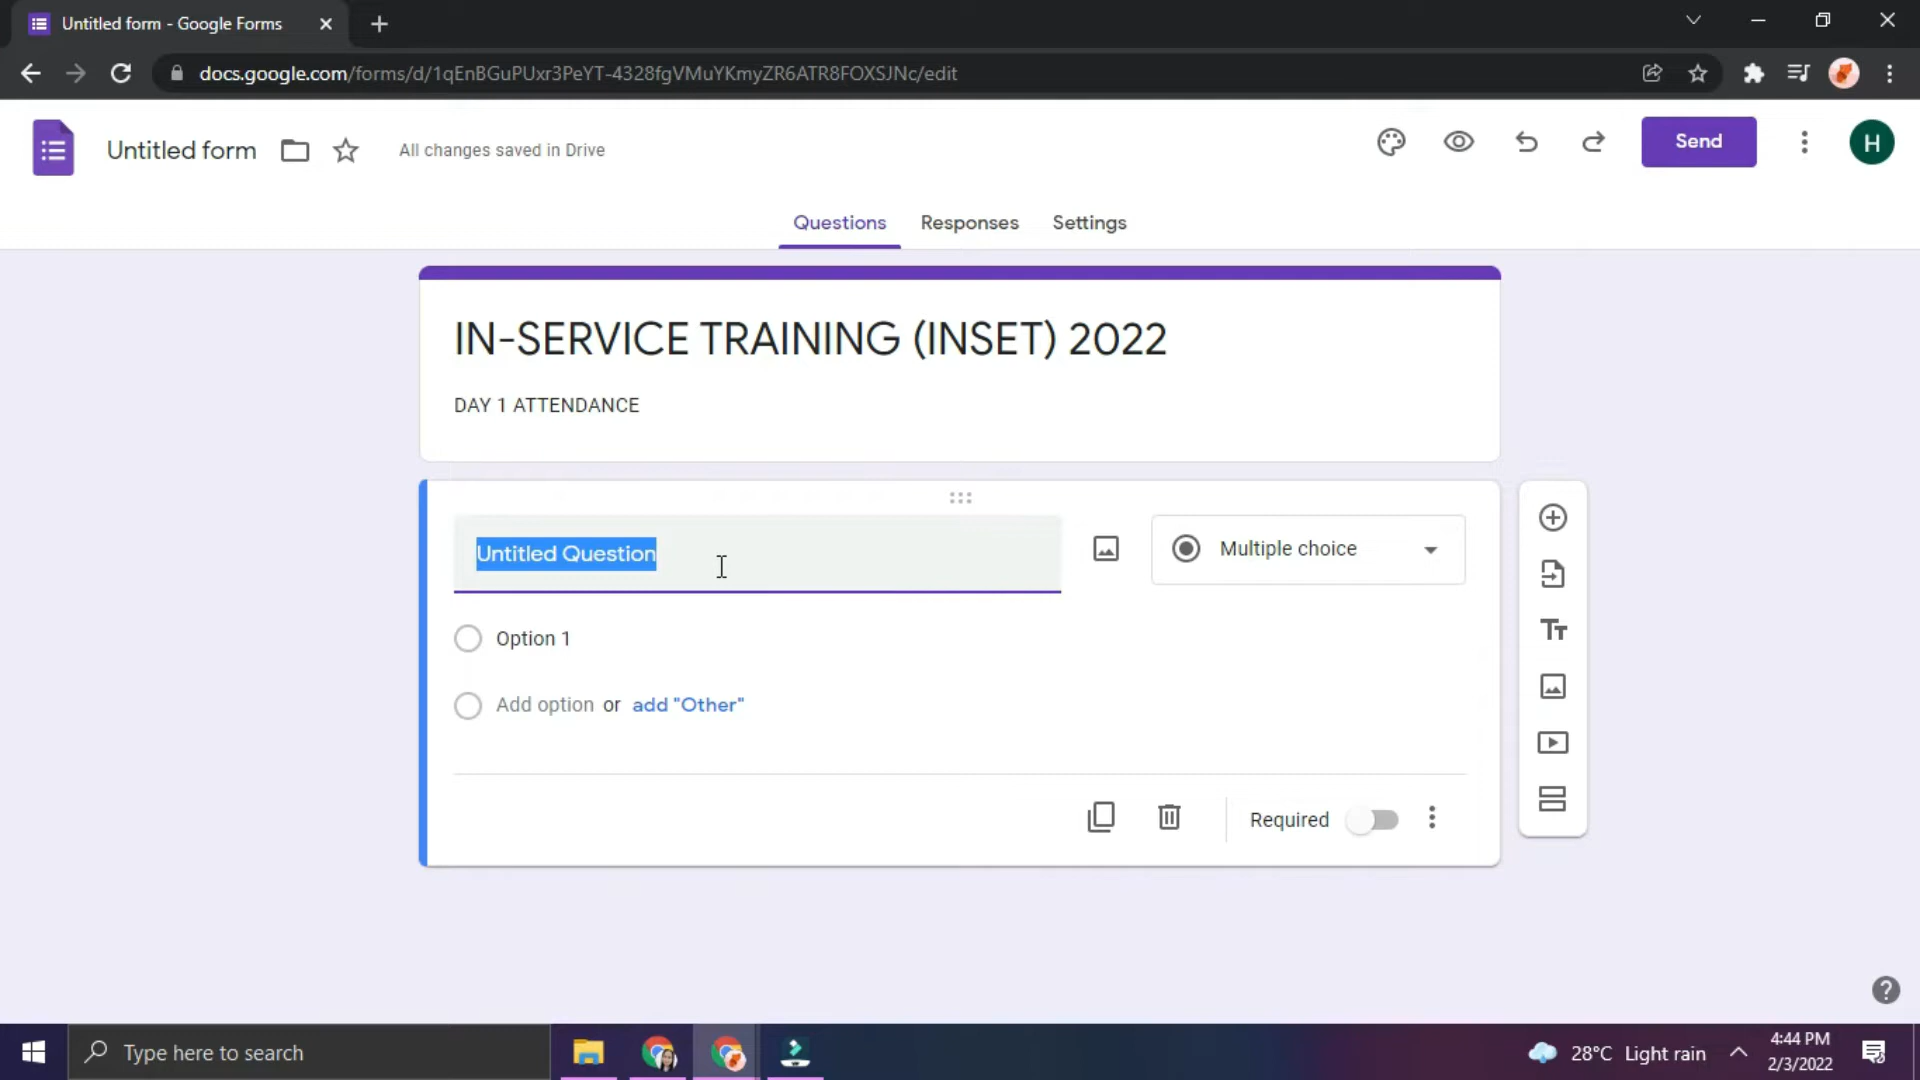 Untitled form - Google Forms
docs.google.com/forms/d/1qEnBGuPUxr3PeYT-4328fgVMuYKmyZR6ATR8FOXSJNc/edit
Untitled form
All changes saved in Drive
Send
H
Questions Responses Settings
IN-SERVICE TRAINING (INSET) 2022
DAY 1 ATTENDANCE
Untitled Question
Multiple choice
Option 1
Add option or add "Other"
Required
Type here to search
28°C Light rain
4:44 PM
2/3/2022